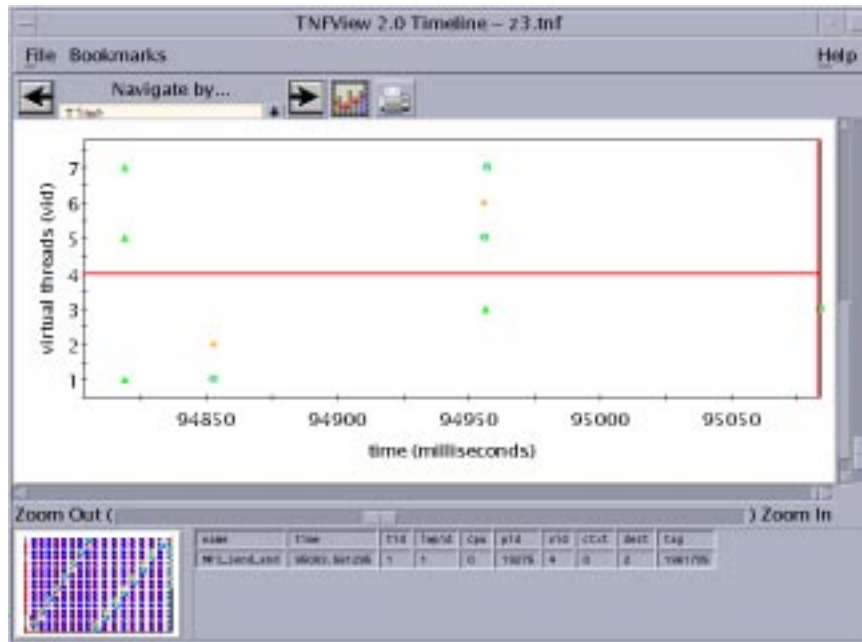 TNFView 2.0 Timeline – z3.tnf
File Bookmarks Help
Navigate by...
Time
virtual threads (vid)
7
6
5
4
3
2
1
94850 94900 94950 95000 95050
time (milliseconds)
Zoom Out ( ) Zoom In
name time tid lwpid cpu pid vid ctxt dest tag
MPI_Send_end 1 1 0 4 0 2